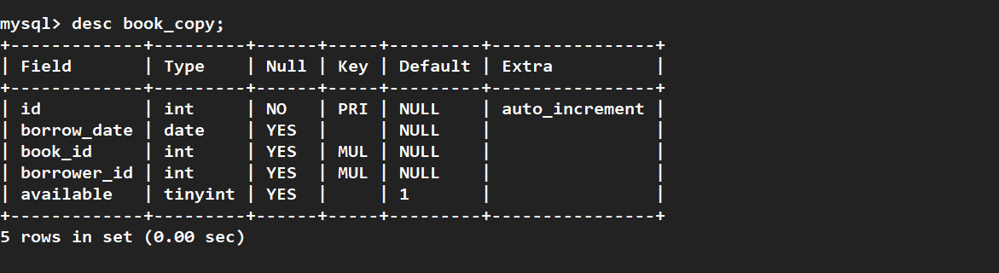 mysql> desc book_copy;
+-------------+---------+------+-----+---------+----------------+
| Field       | Type    | Null | Key | Default | Extra          |
+-------------+---------+------+-----+---------+----------------+
| id          | int     | NO   | PRI | NULL    | auto_increment |
| borrow_date | date    | YES  |     | NULL    |                |
| book_id     | int     | YES  | MUL | NULL    |                |
| borrower_id | int     | YES  | MUL | NULL    |                |
| available   | tinyint | YES  |     | 1       |                |
+-------------+---------+------+-----+---------+----------------+
5 rows in set (0.00 sec)